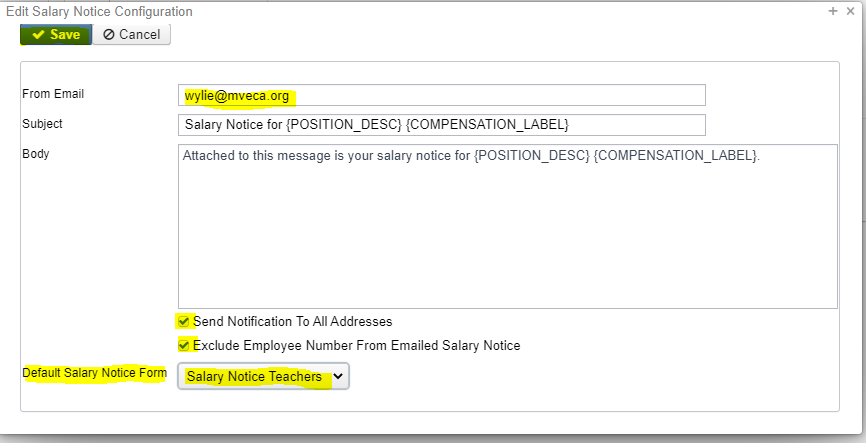 Edit Salary Notice Configuration
Save Cancel
From Email wylie@mveca.org
Subject Salary Notice for {POSITION_DESC} {COMPENSATION_LABEL}
Body Attached to this message is your salary notice for {POSITION_DESC} {COMPENSATION_LABEL}.
Send Notification To All Addresses
Exclude Employee Number From Emailed Salary Notice
Default Salary Notice Form Salary Notice Teachers